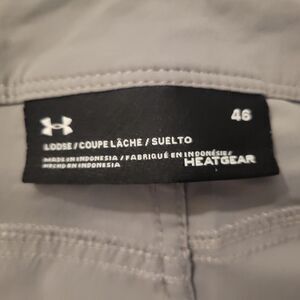 46
LOOSE / COUPE LÂCHE / SUELTO
MADE IN INDONESIA / FABRIQUÉ EN INDONÉSIE /
HECHO EN INDONESIA
HEATGEAR